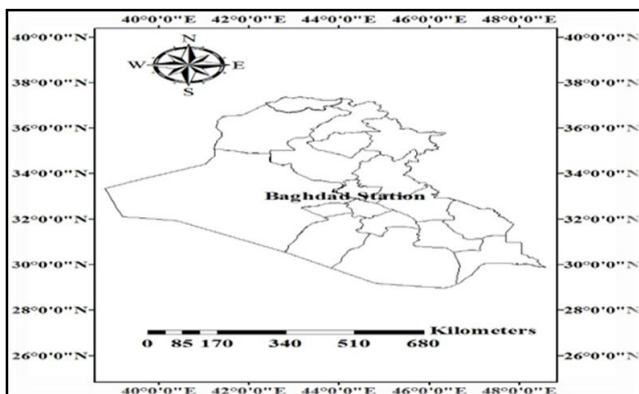 40°0'0"E 42°0'0"E 44°0'0"E 46°0'0"E 48°0'0"E
40°0'0"N 40°0'0"N
N
W E
S
38°0'0"N 38°0'0"N
36°0'0"N 36°0'0"N
34°0'0"N 34°0'0"N
Baghdad Station
32°0'0"N 32°0'0"N
30°0'0"N 30°0'0"N
28°0'0"N 28°0'0"N
Kilometers
0 85 170 340 510 680
26°0'0"N 26°0'0"N
40°0'0"E 42°0'0"E 44°0'0"E 46°0'0"E 48°0'0"E